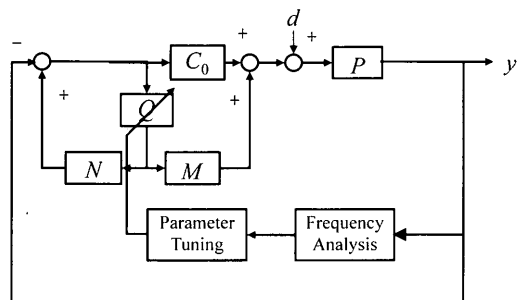 − + d +
C₀ P y
+ +
Q
N M
Parameter Tuning
Frequency Analysis